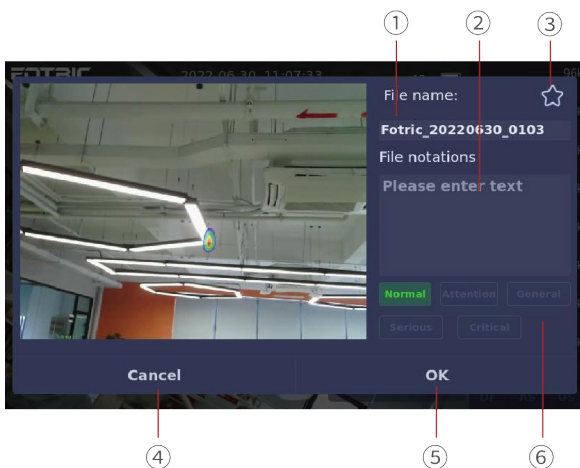 ① ② ③
FOTRIC 2022-06-30 11:07:33 96
File name:
Fotric_20220630_0103
File notations
Please enter text
Normal Attention General
Serious Critical
Cancel OK
④ ⑤ ⑥